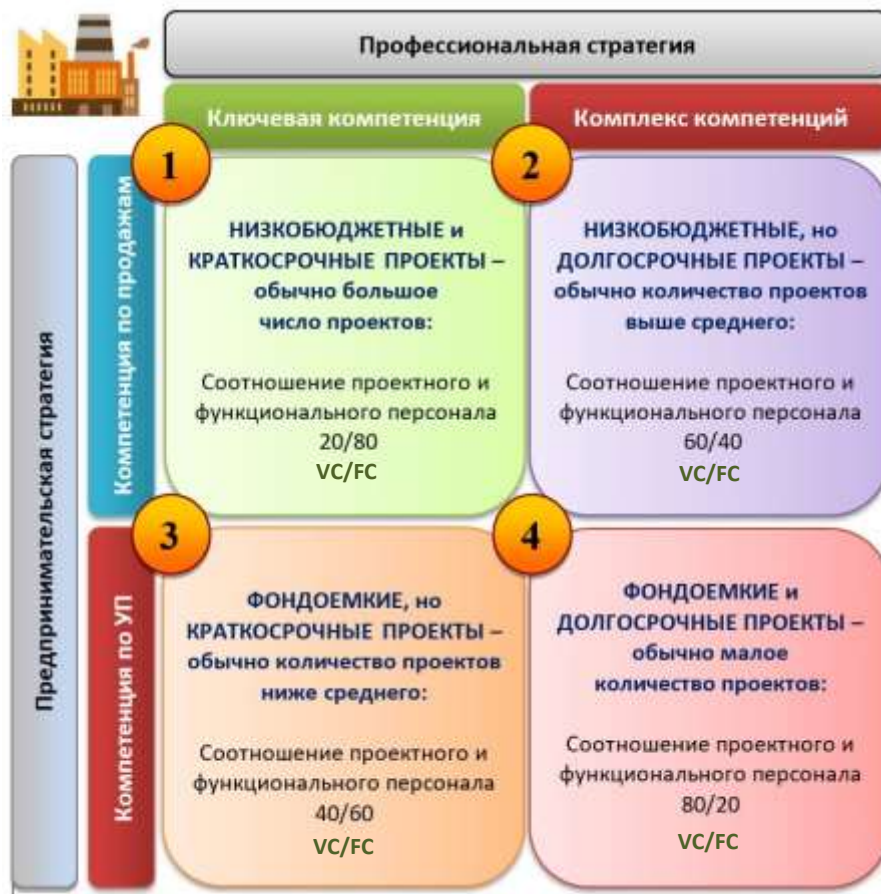 Профессиональная стратегия
Ключевая компетенция
Комплекс компетенций
Предпринимательская стратегия
Компетенция по продажам
1
НИЗКОБЮДЖЕТНЫЕ и
КРАТКОСРОЧНЫЕ ПРОЕКТЫ –
обычно большое
число проектов:
Соотношение проектного и
функционального персонала
20/80
VC/FC
2
НИЗКОБЮДЖЕТНЫЕ, но
ДОЛГОСРОЧНЫЕ ПРОЕКТЫ –
обычно количество проектов
выше среднего:
Соотношение проектного и
функционального персонала
60/40
VC/FC
Компетенция по УП
3
ФОНДОЕМКИЕ, но
КРАТКОСРОЧНЫЕ ПРОЕКТЫ –
обычно количество проектов
ниже среднего:
Соотношение проектного и
функционального персонала
40/60
VC/FC
4
ФОНДОЕМКИЕ и
ДОЛГОСРОЧНЫЕ ПРОЕКТЫ –
обычно малое
количество проектов:
Соотношение проектного и
функционального персонала
80/20
VC/FC